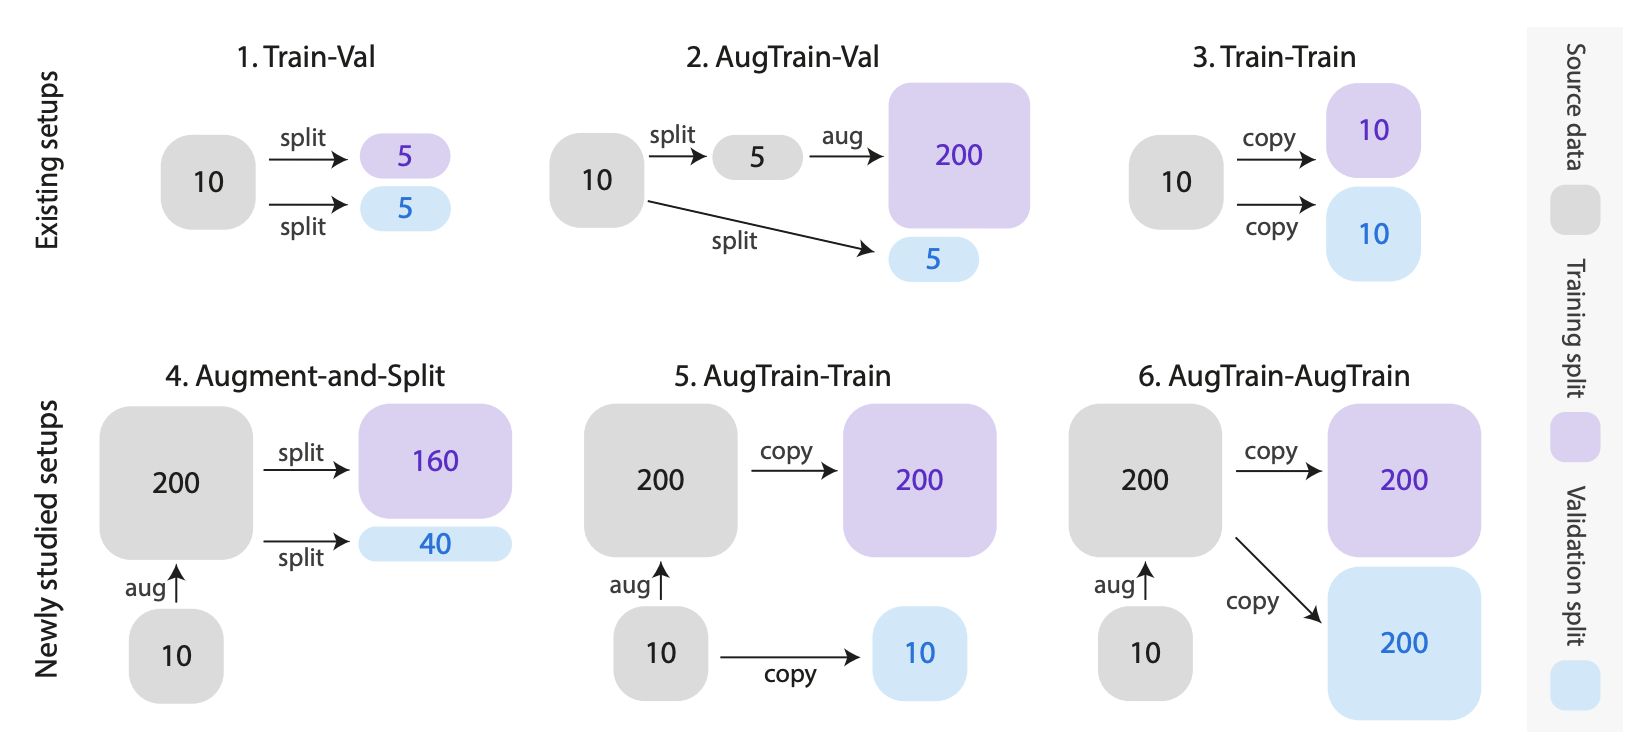 Existing setups
1. Train-Val
10
split
split
5
5
2. AugTrain-Val
10
split
5
aug
200
split
5
3. Train-Train
10
copy
copy
10
10
Newly studied setups
4. Augment-and-Split
200
split
160
split
40
aug
10
5. AugTrain-Train
200
copy
200
aug
10
copy
10
6. AugTrain-AugTrain
200
copy
200
aug
copy
10
200
Source data
Training split
Validation split